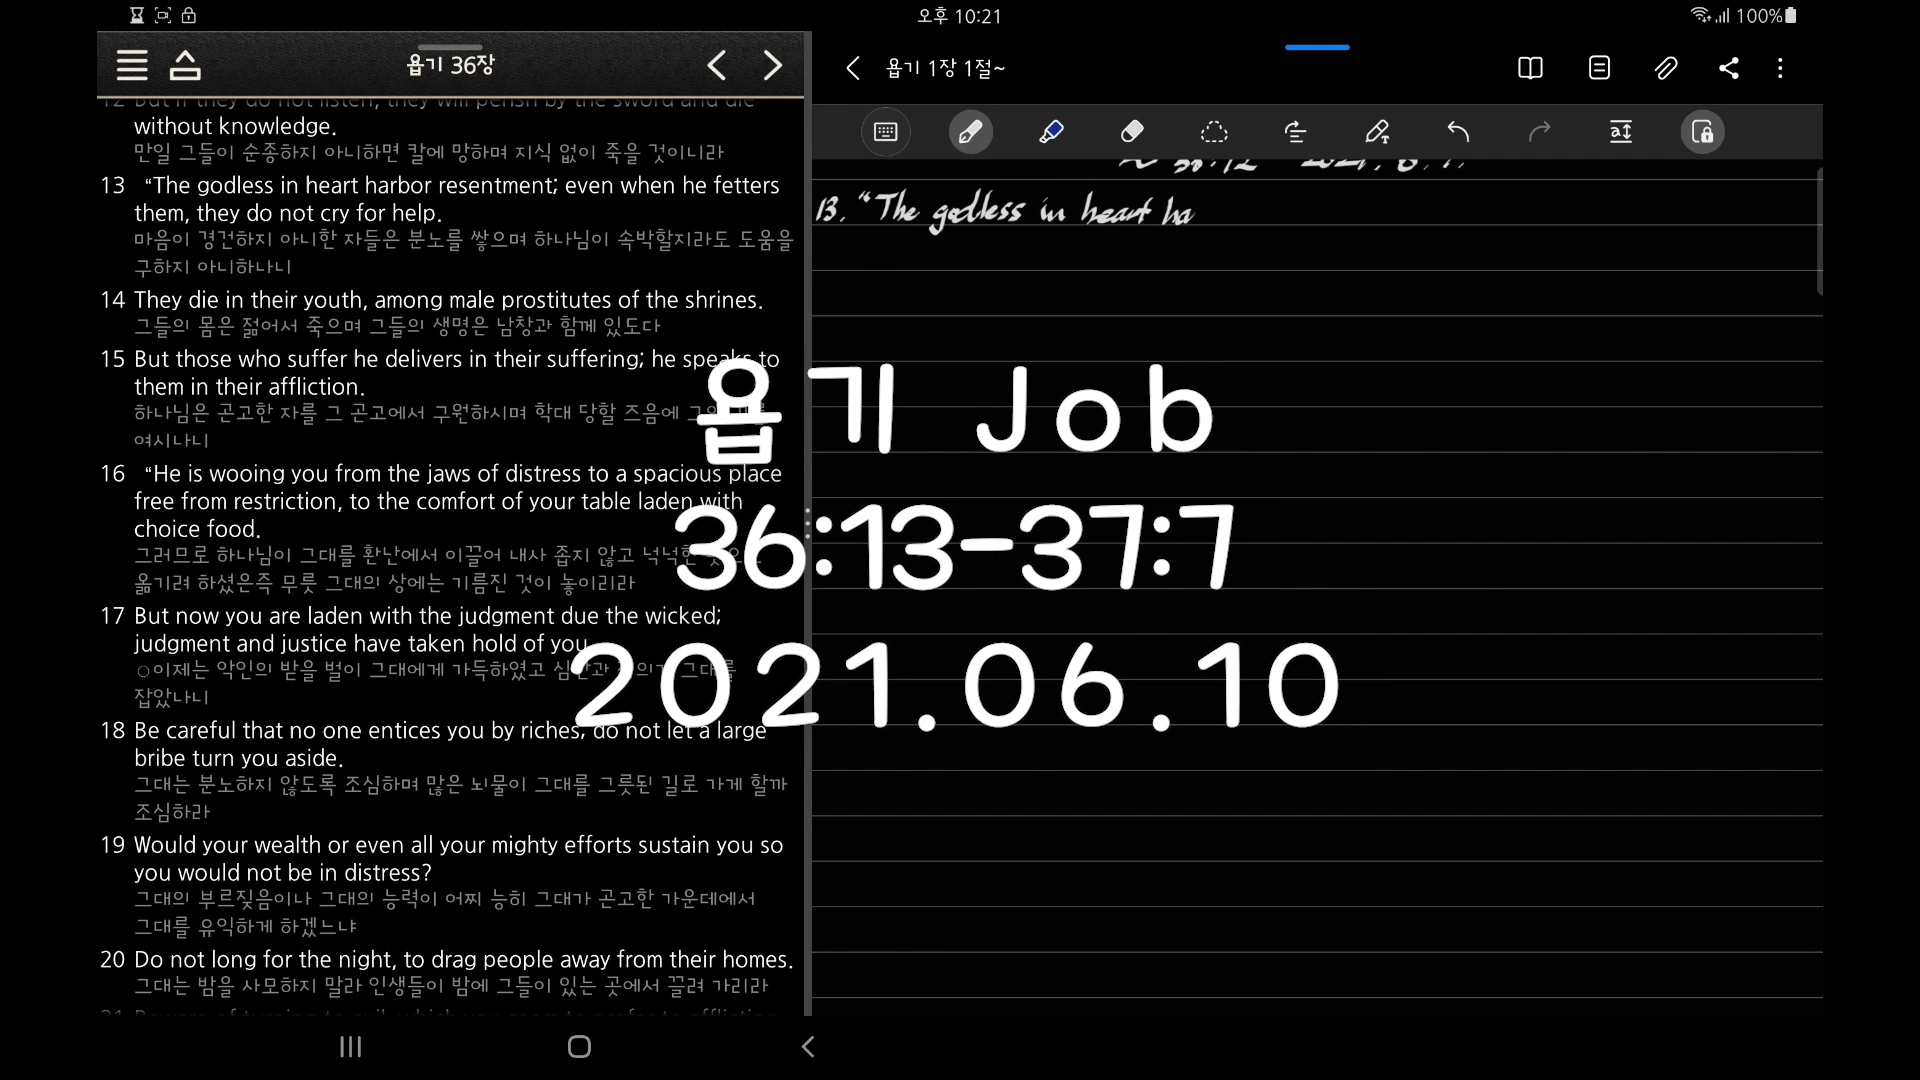 오후 10:21
100%
욥기 36장
12 But if they do not listen, they will perish by the sword and die
without knowledge.
만일 그들이 순종하지 아니하면 칼에 망하며 지식 없이 죽을 것이니라
13 “The godless in heart harbor resentment; even when he fetters
them, they do not cry for help.
마음이 경건하지 아니한 자들은 분노를 쌓으며 하나님이 속박할지라도 도움을
구하지 아니하나니
14 They die in their youth, among male prostitutes of the shrines.
그들의 몸은 젊어서 죽으며 그들의 생명은 남창과 함께 있도다
15 But those who suffer he delivers in their suffering; he speaks to
them in their affliction.
하나님은 곤고한 자를 그 곤고에서 구원하시며 학대 당할 즈음에
여시나니
16 “He is wooing you from the jaws of distress to a spacious place
free from restriction, to the comfort of your table laden with
choice food.
그러므로 하나님이 그대를 환난에서 이끌어 내사 좁지 않고
옮기려 하셨은즉 무릇 그대의 상에는 기름진 것이 놓이리라
17 But now you are laden with the judgment due the wicked;
judgment and justice have taken hold of you
○이제는 악인의 받을 벌이 그대에게 가득하였고
잡았나니
18 Be careful that no one entices you by riches; do not let a large
bribe turn you aside.
그대는 분노하지 않도록 조심하며 많은 뇌물이 그대를 그릇된 길로 가게 할까
조심하라
19 Would your wealth or even all your mighty efforts sustain you so
you would not be in distress?
그대의 부르짖음이나 그대의 능력이 어찌 능히 그대가 곤고한 가운데에서
그대를 유익하게 하겠느냐
20 Do not long for the night, to drag people away from their homes.
그대는 밤을 사모하지 말라 인생들이 밤에 그들이 있는 곳에서 끌려 가리라
욥기 1장 1절~
13. “The godless in heart ha
욥기 Job
36:13-37:7
2021.06.10